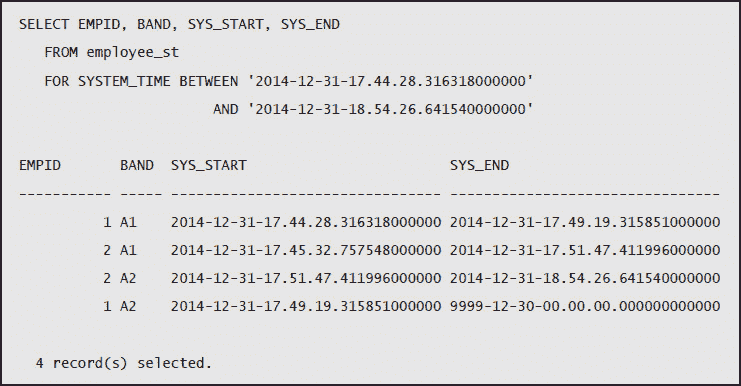 SELECT EMPID, BAND, SYS_START, SYS_END
FROM employee_st
FOR SYSTEM_TIME BETWEEN '2014-12-31-17.44.28.316318000000'
AND '2014-12-31-18.54.26.641540000000'
EMPID BAND SYS_START SYS_END
----------- ----- -------------------------------- --------------------------------
1 A1 2014-12-31-17.44.28.316318000000 2014-12-31-17.49.19.315851000000
2 A1 2014-12-31-17.45.32.757548000000 2014-12-31-17.51.47.411996000000
2 A2 2014-12-31-17.51.47.411996000000 2014-12-31-18.54.26.641540000000
1 A2 2014-12-31-17.49.19.315851000000 9999-12-30-00.00.00.000000000000
4 record(s) selected.